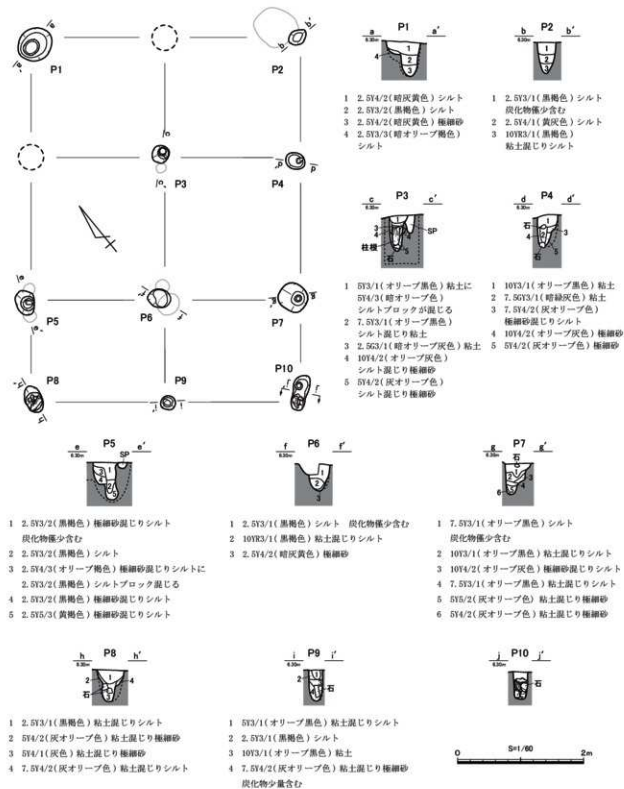 P1
P2
P3
P4
P5
P6
P7
P8
P9
P10
P1
a a′
6.30m
1 2.5Y4/2(暗灰黄色)シルト
2 2.5Y3/2(黒褐色)シルト
3 2.5Y4/2(暗灰黄色)極細砂
4 2.5Y3/3(暗オリーブ褐色)
シルト
P2
b b′
6.30m
1 2.5Y3/1(黒褐色)シルト
炭化物僅少含む
2 2.5Y4/1(黄灰色)シルト
3 10YR3/1(黒褐色)
粘土混じりシルト
P3
c c′
6.30m
SP
柱根
石
1 5Y3/1(オリーブ黒色)粘土に
5Y4/3(暗オリーブ色)
シルトブロックが混じる
2 7.5Y3/1(オリーブ黒色)
シルト混じり粘土
3 2.5G3/1(暗オリーブ灰色)粘土
4 10Y4/2(オリーブ灰色)
シルト混じり極細砂
5 5Y4/2(灰オリーブ色)
シルト混じり極細砂
P4
d d′
6.30m
石
1 10Y3/1(オリーブ黒色)粘土
2 7.5GY3/1(暗緑灰色)粘土
3 7.5Y4/2(灰オリーブ色)
極細砂混じりシルト
4 10Y4/2(オリーブ灰色)極細砂
5 5Y4/2(灰オリーブ色)極細砂
P5
e e′
6.30m
SP
1 2.5Y3/2(黒褐色)極細砂混じりシルト
炭化物僅少含む
2 2.5Y3/2(黒褐色)シルト
3 2.5Y4/3(オリーブ褐色)極細砂混じりシルトに
2.5Y3/2(黒褐色)シルトブロック混じる
4 2.5Y3/2(黒褐色)極細砂混じりシルト
5 2.5Y5/3(黄褐色)極細砂
P6
f f′
6.30m
1 2.5Y3/1(黒褐色)シルト 炭化物僅少含む
2 10YR3/1(黒褐色)粘土混じりシルト
3 2.5Y4/2(暗灰黄色)極細砂
P7
g g′
6.30m
石
1 7.5Y3/1(オリーブ黒色)シルト
炭化物僅少含む
2 10Y3/1(オリーブ黒色)粘土混じりシルト
3 10Y4/2(オリーブ灰色)極細砂混じりシルト
4 7.5Y3/1(オリーブ黒色)粘土混じりシルト
5 5Y5/2(灰オリーブ色)粘土混じり極細砂
6 5Y4/2(灰オリーブ色)粘土混じり極細砂
P8
h h′
6.30m
石
1 2.5Y3/1(黒褐色)粘土混じりシルト
2 5Y4/2(灰オリーブ色)粘土混じり極細砂
3 5Y4/1(灰色)粘土混じり極細砂
4 7.5Y4/2(灰オリーブ色)粘土混じりシルト
P9
i i′
6.30m
石
1 5Y3/1(オリーブ黒色)粘土混じりシルト
2 2.5Y3/1(黒褐色)シルト
3 10Y3/1(オリーブ黒色)粘土
4 7.5Y4/2(灰オリーブ色)粘土混じり極細砂
炭化物少量含む
P10
j j′
6.30m
石
0 S=1/60 2m